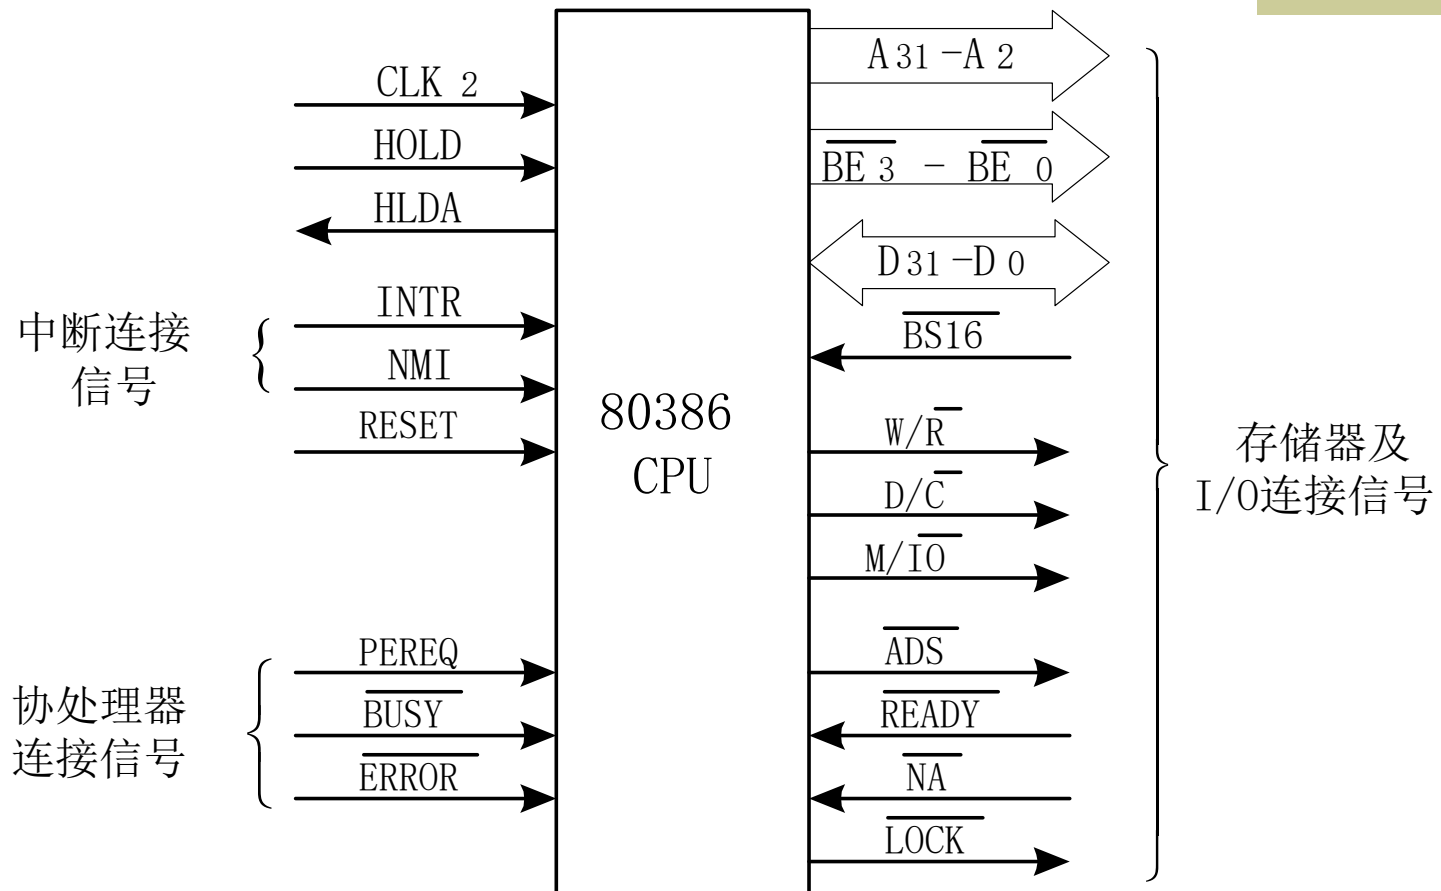 CLK 2
HOLD
HLDA
INTR
NMI
RESET
中断连接
信号
PEREQ
BUSY
ERROR
协处理器
连接信号
80386
CPU
A31-A2
BE3 - BE 0
D31-D0
BS16
W/R
D/C
M/IO
ADS
READY
NA
LOCK
存储器及
I/O连接信号